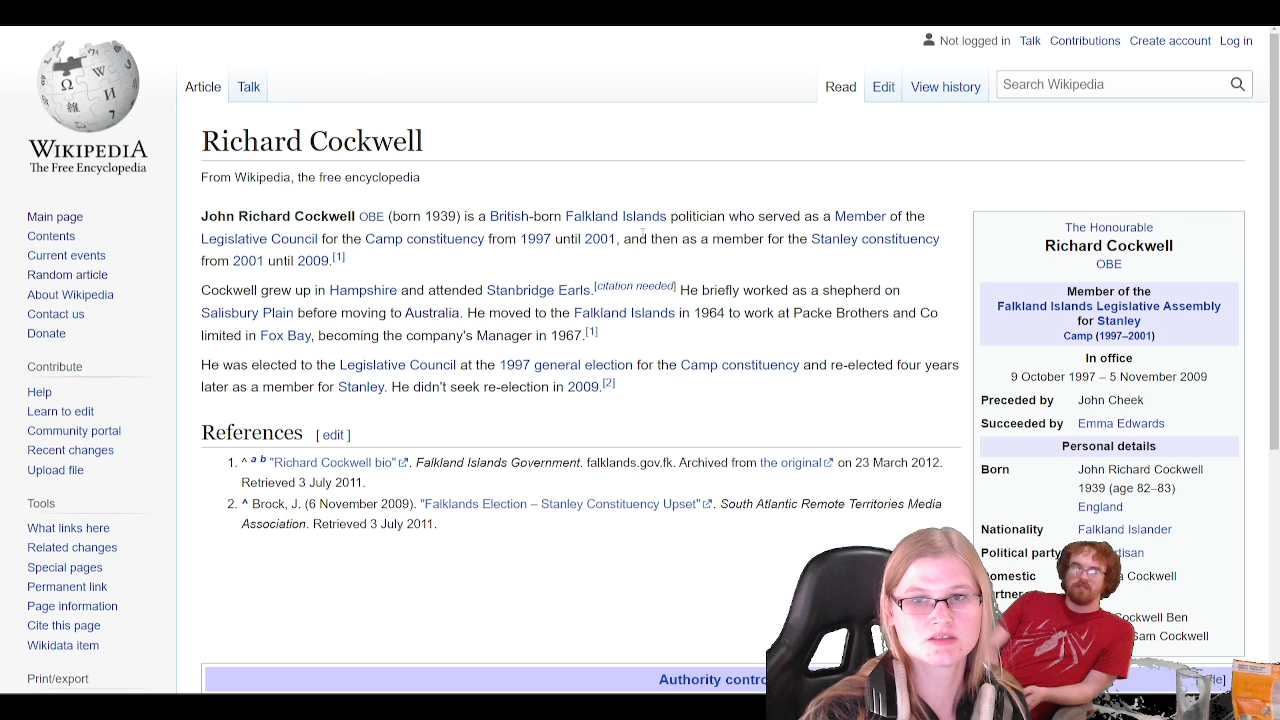 Not logged in Talk Contributions Create account Log in
Article Talk Read Edit View history Search Wikipedia
WIKIPEDIA
The Free Encyclopedia
Main page
Contents
Current events
Random article
About Wikipedia
Contact us
Donate
Contribute
Help
Learn to edit
Community portal
Recent changes
Upload file
Tools
What links here
Related changes
Special pages
Permanent link
Page information
Cite this page
Wikidata item
Print/export
Richard Cockwell
From Wikipedia, the free encyclopedia
John Richard Cockwell OBE (born 1939) is a British-born Falkland Islands politician who served as a Member of the
Legislative Council for the Camp constituency from 1997 until 2001, and then as a member for the Stanley constituency
from 2001 until 2009.[1]
Cockwell grew up in Hampshire and attended Stanbridge Earls.[citation needed] He briefly worked as a shepherd on
Salisbury Plain before moving to Australia. He moved to the Falkland Islands in 1964 to work at Packe Brothers and Co
limited in Fox Bay, becoming the company's Manager in 1967.[1]
He was elected to the Legislative Council at the 1997 general election for the Camp constituency and re-elected four years
later as a member for Stanley. He didn't seek re-election in 2009.[2]
References [ edit ]
1. ^ a b "Richard Cockwell bio". Falkland Islands Government. falklands.gov.fk. Archived from the original on 23 March 2012.
Retrieved 3 July 2011.
2. ^ Brock, J. (6 November 2009). "Falklands Election – Stanley Constituency Upset". South Atlantic Remote Territories Media
Association. Retrieved 3 July 2011.
The Honourable
Richard Cockwell
OBE
Member of the
Falkland Islands Legislative Assembly
for Stanley
Camp (1997–2001)
In office
9 October 1997 – 5 November 2009
Preceded by John Cheek
Succeeded by Emma Edwards
Personal details
Born John Richard Cockwell
1939 (age 82–83)
England
Nationality Falkland Islander
Political party
Cockwell
Cockwell Ben
Sam Cockwell
Authority